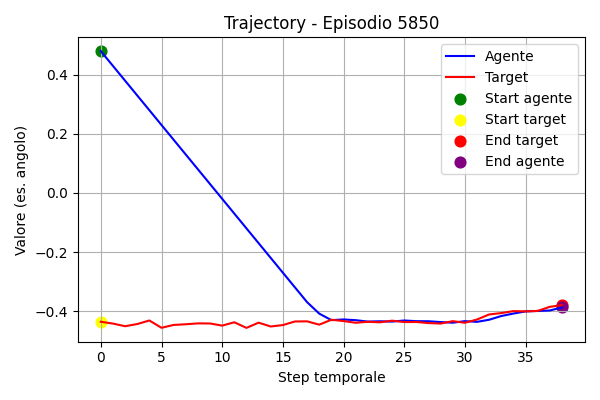 Trajectory - Episodio 5850
Valore (es. angolo)
0.4
0.2
0.0
−0.2
−0.4
0
5
10
15
20
25
30
35
Step temporale
Agente
Target
Start agente
Start target
End target
End agente